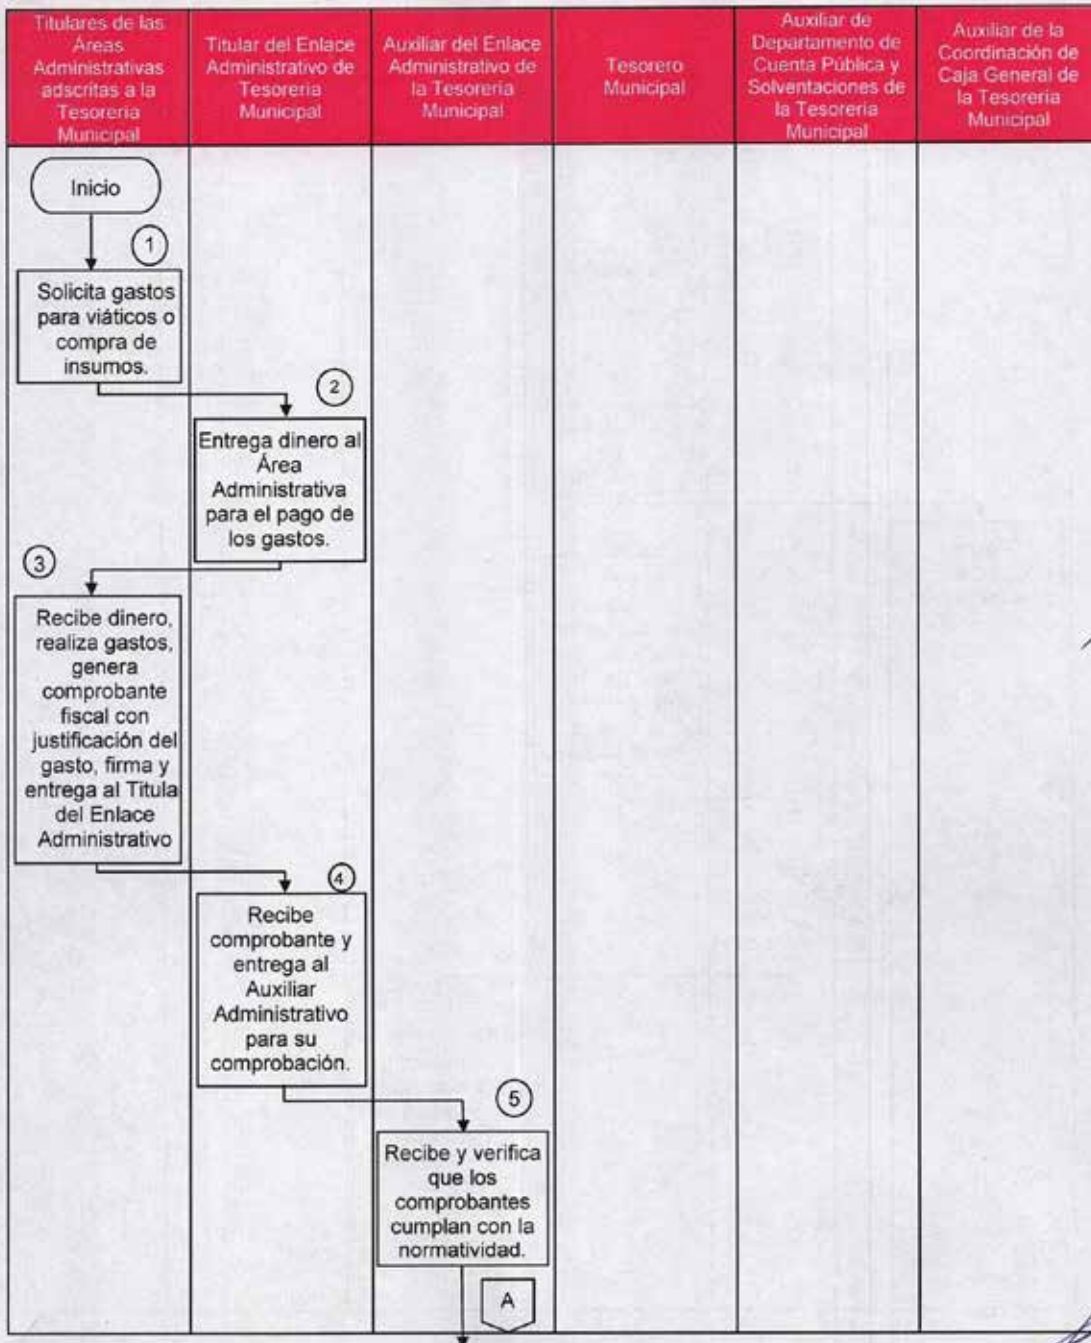 Titulares de las
Áreas
Administrativas
adscritas a la
Tesorería
Municipal
Titular del Enlace
Administrativo de
Tesorería
Municipal
Auxiliar del Enlace
Administrativo de
la Tesorería
Municipal
Tesorero
Municipal
Auxiliar de
Departamento de
Cuenta Pública y
Solventaciones de
la Tesorería
Municipal
Auxiliar de la
Coordinación de
Caja General de
la Tesorería
Municipal
Inicio
1
Solicita gastos
para viáticos o
compra de
insumos.
2
Entrega dinero al
Área
Administrativa
para el pago de
los gastos.
3
Recibe dinero,
realiza gastos,
genera
comprobante
fiscal con
justificación del
gasto, firma y
entrega al Titula
del Enlace
Administrativo
4
Recibe
comprobante y
entrega al
Auxiliar
Administrativo
para su
comprobación.
5
Recibe y verifica
que los
comprobantes
cumplan con la
normatividad.
A